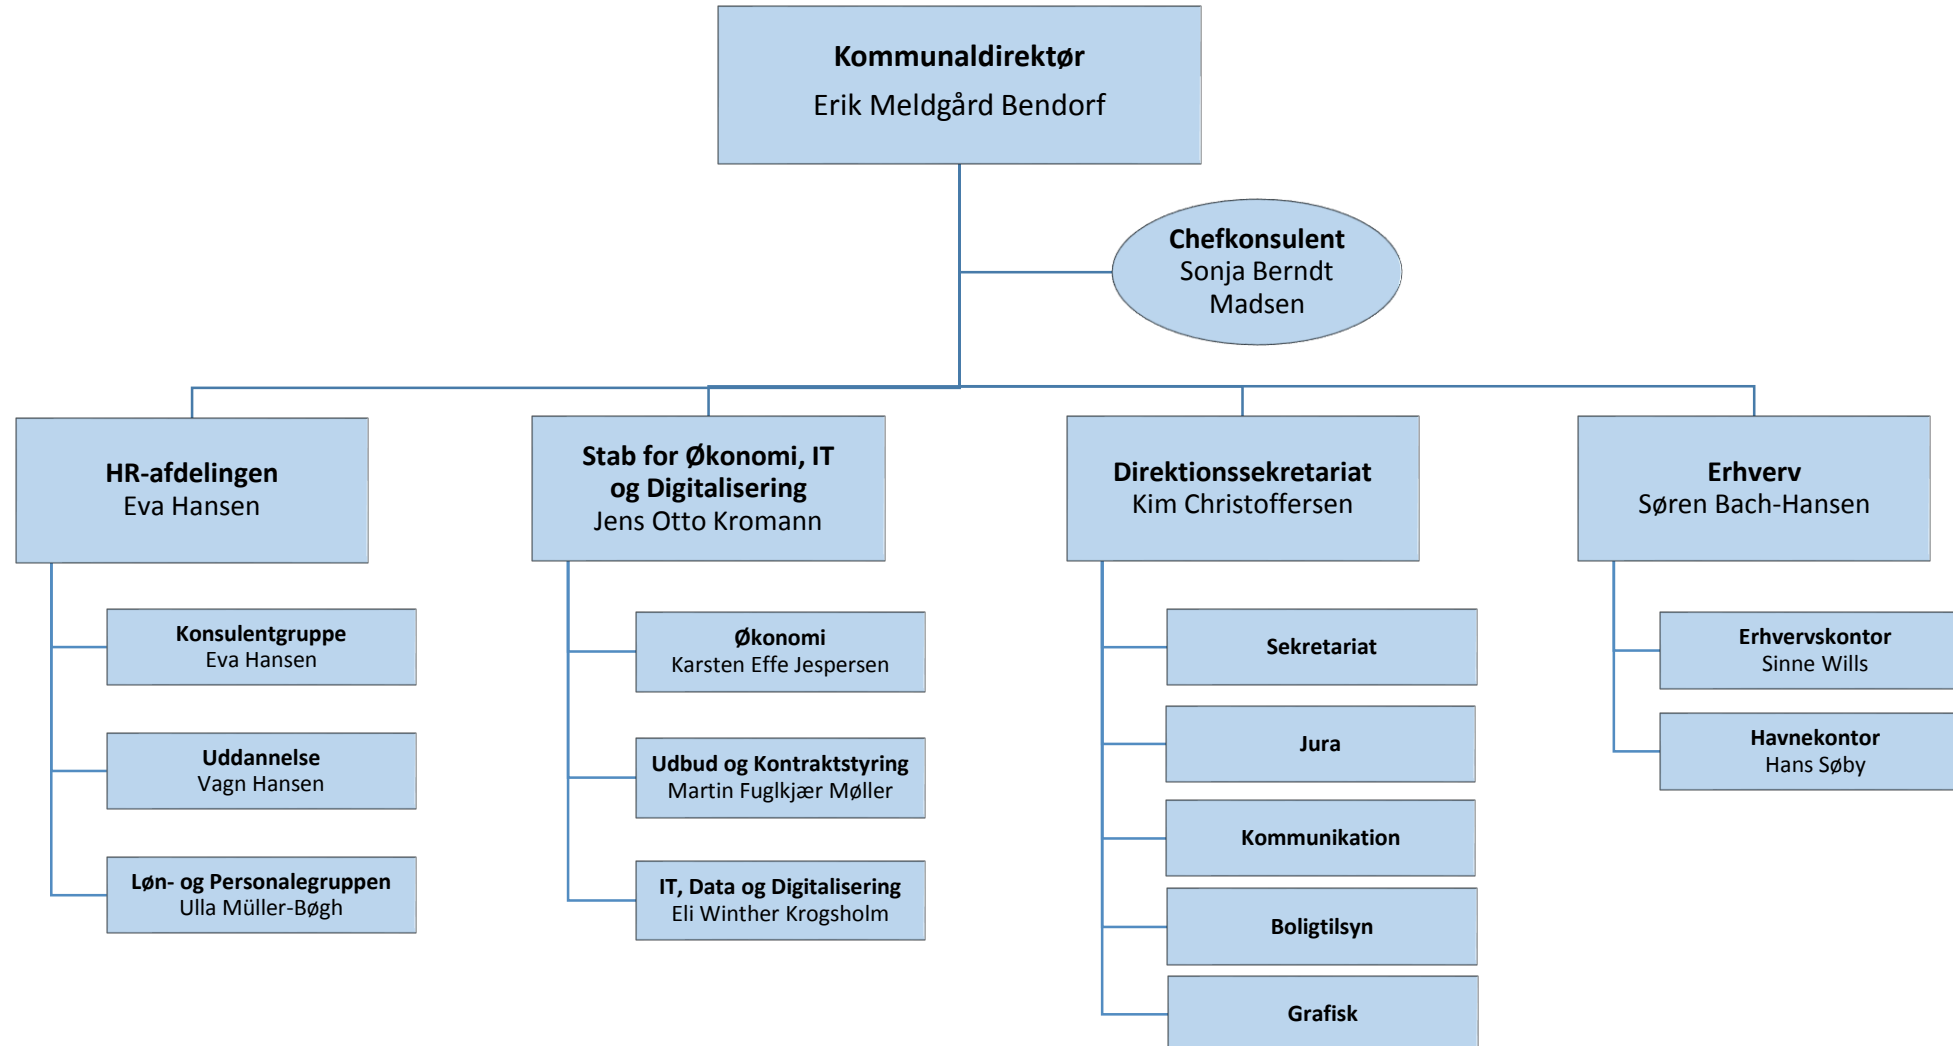 Kommunaldirektør
Erik Meldgård Bendorf
Chefkonsulent
Sonja Berndt
Madsen
HR-afdelingen
Eva Hansen
Konsulentgruppe
Eva Hansen
Uddannelse
Vagn Hansen
Løn- og Personalegruppen
Ulla Müller-Bøgh
Stab for Økonomi, IT
og Digitalisering
Jens Otto Kromann
Økonomi
Karsten Effe Jespersen
Udbud og Kontraktstyring
Martin Fuglkjær Møller
IT, Data og Digitalisering
Eli Winther Krogsholm
Direktionssekretariat
Kim Christoffersen
Sekretariat
Jura
Kommunikation
Boligtilsyn
Grafisk
Erhverv
Søren Bach-Hansen
Erhvervskontor
Sinne Wills
Havnekontor
Hans Søby